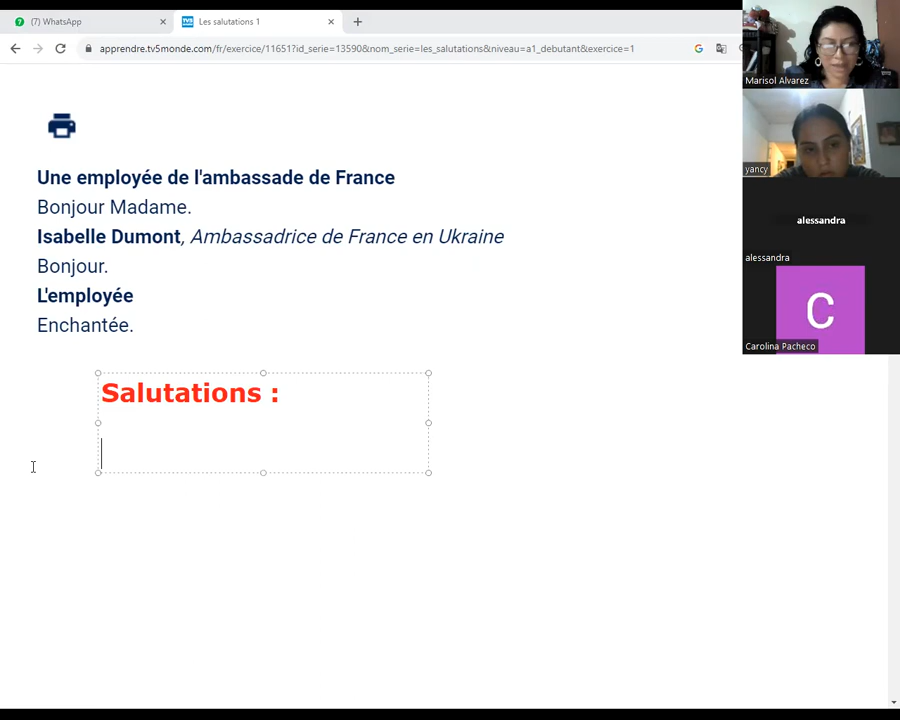 (7) WhatsApp
Les salutations 1
apprendre.tv5monde.com/fr/exercice/11651?id_serie=13590&nom_serie=les_salutations&niveau=a1_debutant&exercice=1
Une employée de l'ambassade de France
Bonjour Madame.
Isabelle Dumont, Ambassadrice de France en Ukraine
Bonjour.
L'employée
Enchantée.
Salutations :
Marisol Alvarez
yancy
alessandra
alessandra
C
Carolina Pacheco